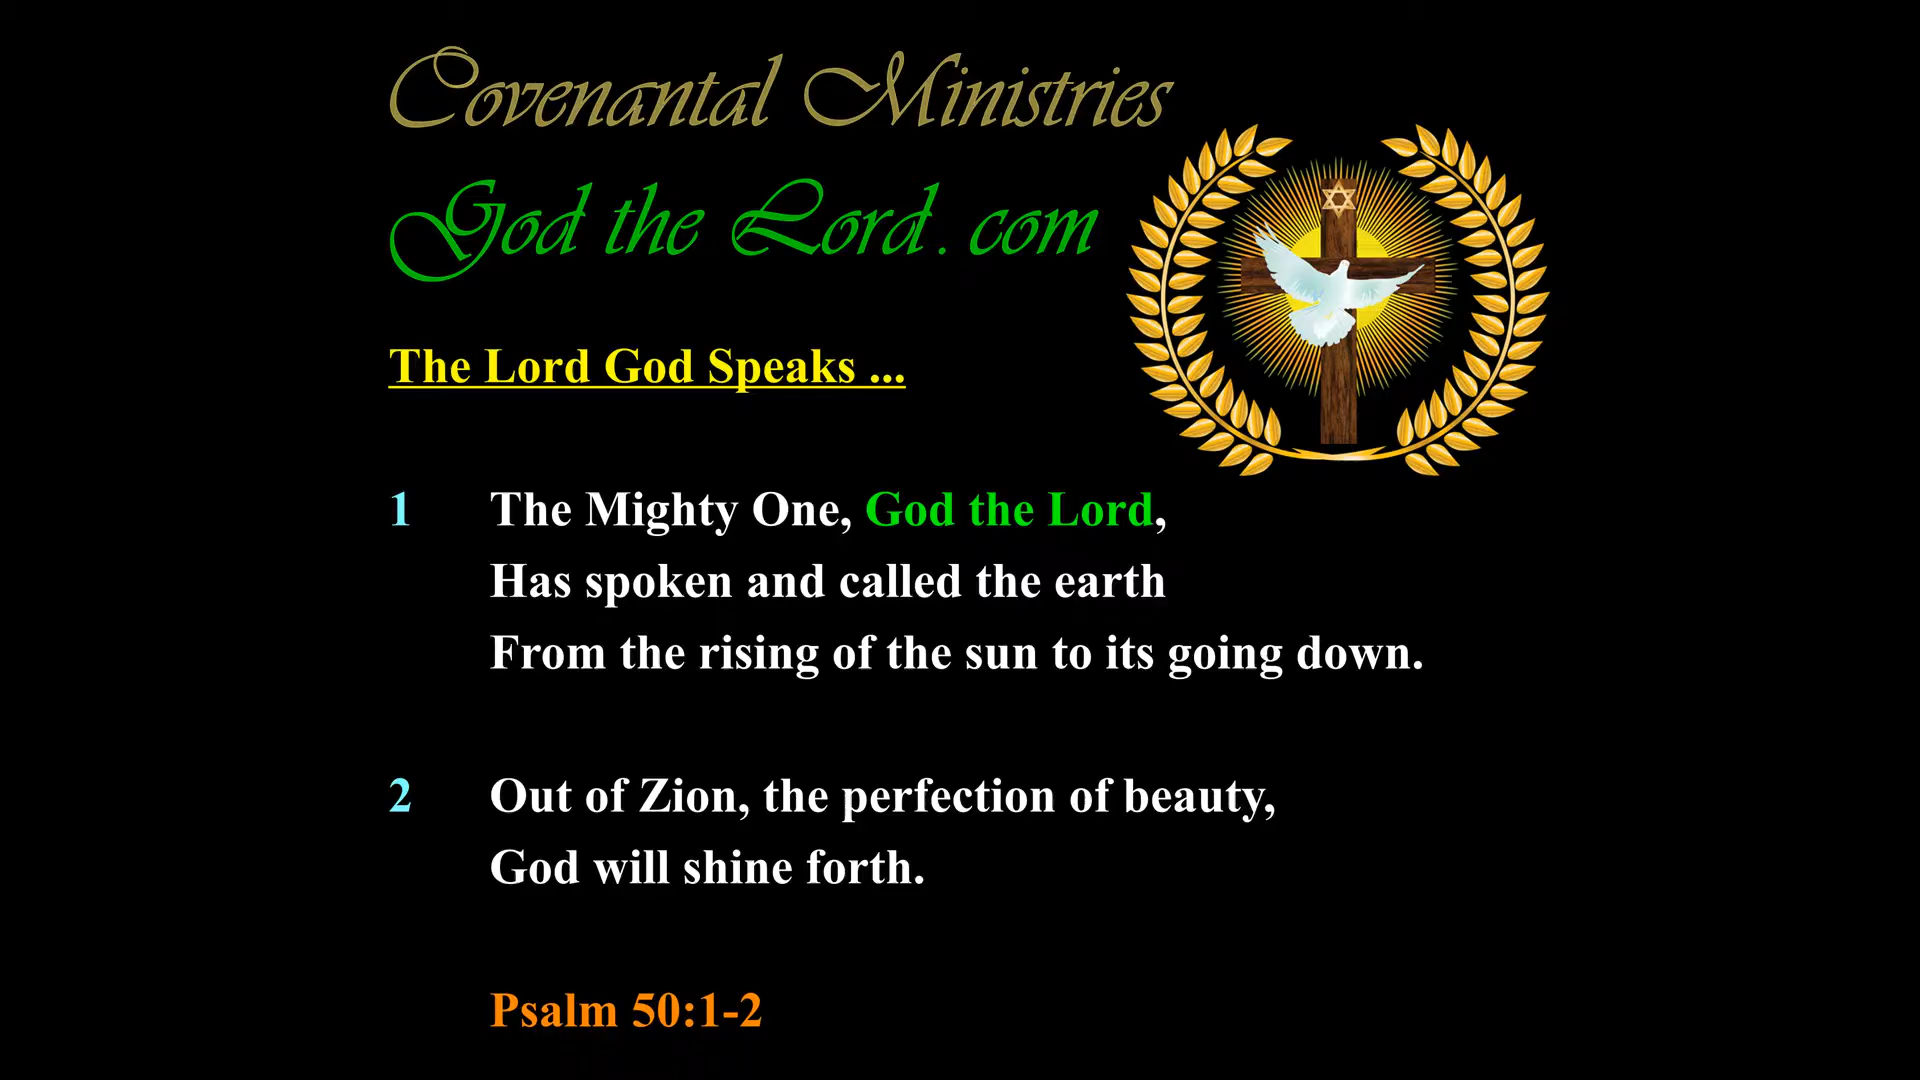 Covenantal Ministries
God the Lord.com
The Lord God Speaks ...
1 The Mighty One, God the Lord,
Has spoken and called the earth
From the rising of the sun to its going down.
2 Out of Zion, the perfection of beauty,
God will shine forth.
Psalm 50:1-2